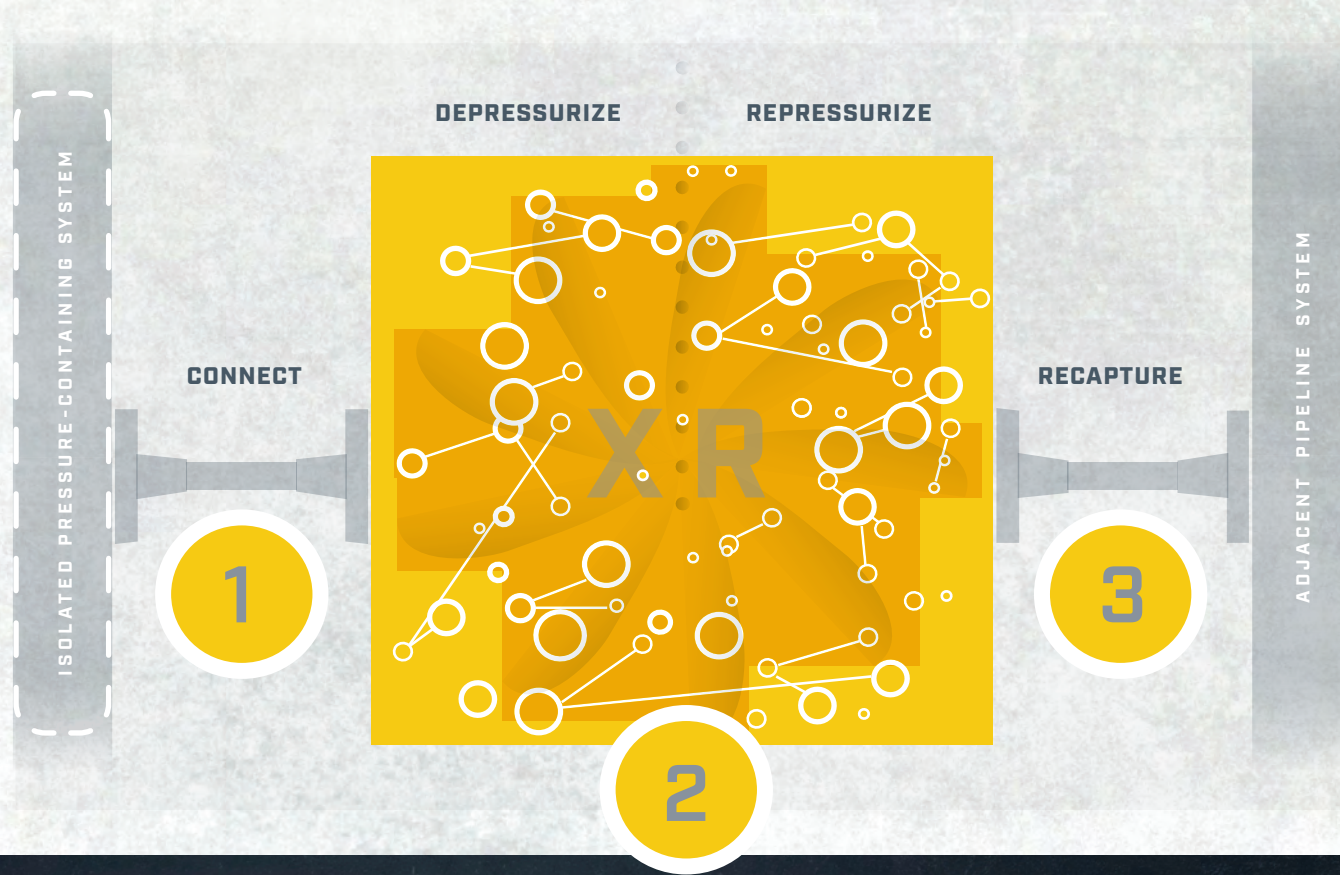 DEPRESSURIZE
REPRESSURIZE
ISOLATED PRESSURE-CONTAINING SYSTEM
CONNECT
XR
RECAPTURE
ADJACENT PIPELINE SYSTEM
1
2
3